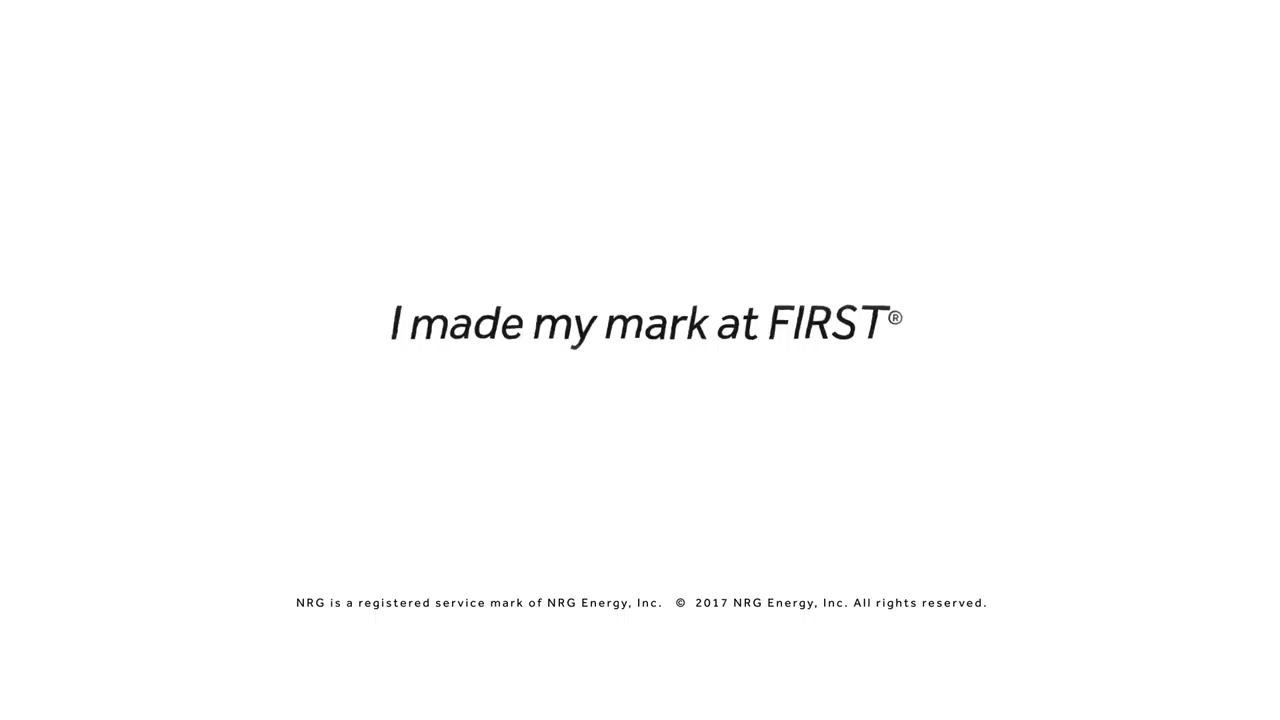 I made my mark at FIRST®
NRG is a registered service mark of NRG Energy, Inc. © 2017 NRG Energy, Inc. All rights reserved.